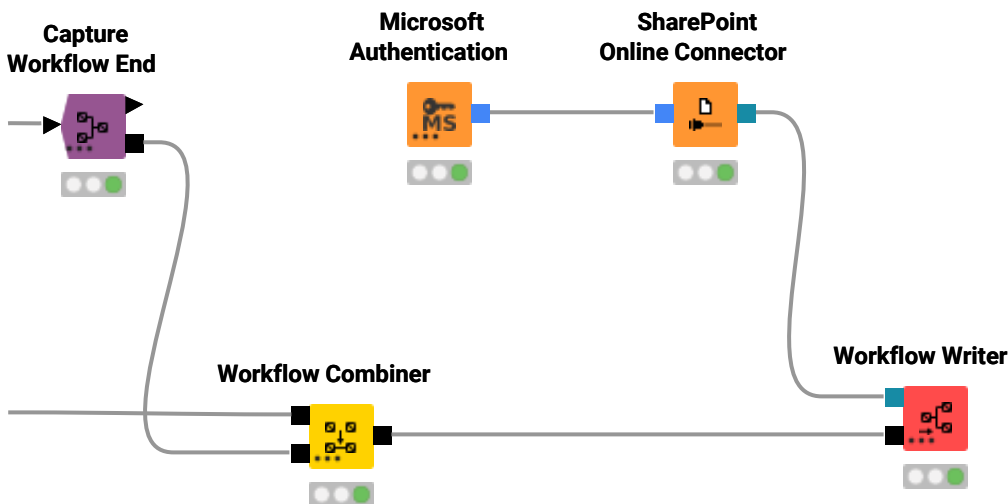 Capture
Workflow End
Microsoft
Authentication
SharePoint
Online Connector
MS
Workflow Combiner
Workflow Writer